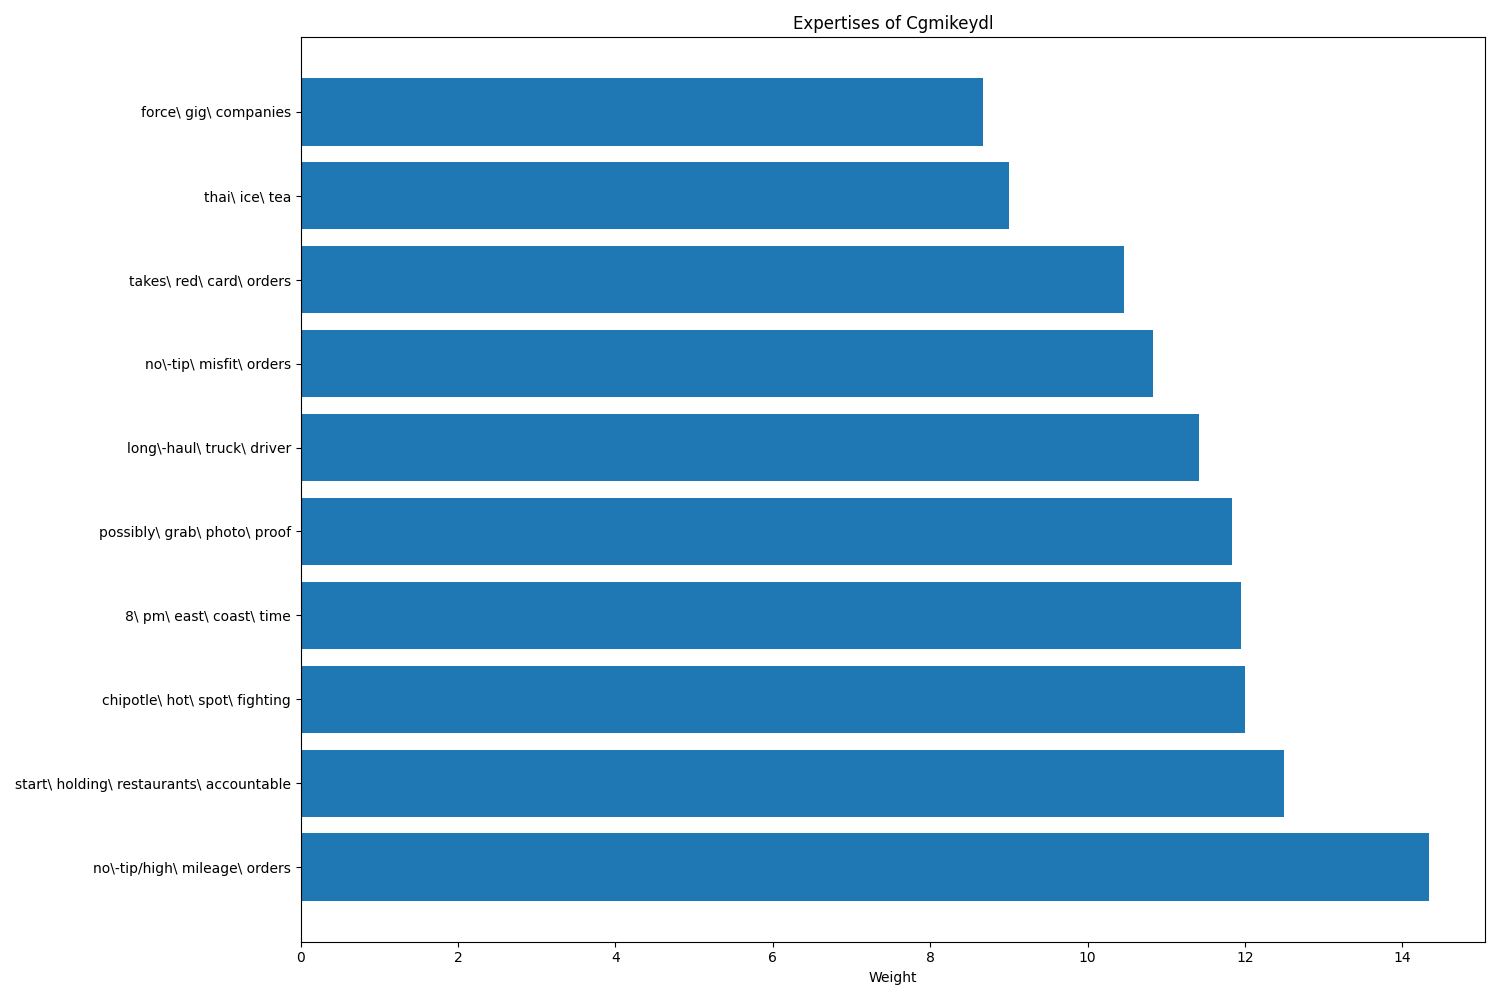 Expertises of Cgmikeydl
force\ gig\ companies
thai\ ice\ tea
takes\ red\ card\ orders
no\-tip\ misfit\ orders
long\-haul\ truck\ driver
possibly\ grab\ photo\ proof
8\ pm\ east\ coast\ time
chipotle\ hot\ spot\ fighting
start\ holding\ restaurants\ accountable
no\-tip/high\ mileage\ orders
0 2 4 6 8 10 12 14
Weight